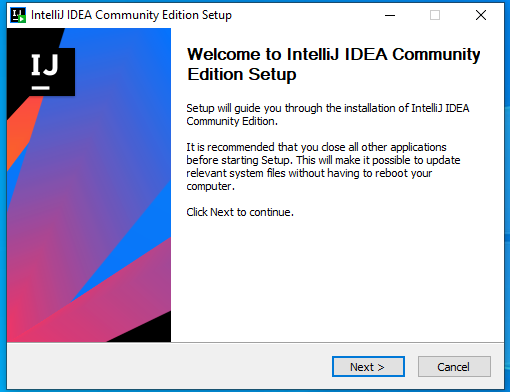 IntelliJ IDEA Community Edition Setup
IJ
Welcome to IntelliJ IDEA Community
Edition Setup
Setup will guide you through the installation of IntelliJ IDEA
Community Edition.
It is recommended that you close all other applications
before starting Setup. This will make it possible to update
relevant system files without having to reboot your
computer.
Click Next to continue.
Next >
Cancel